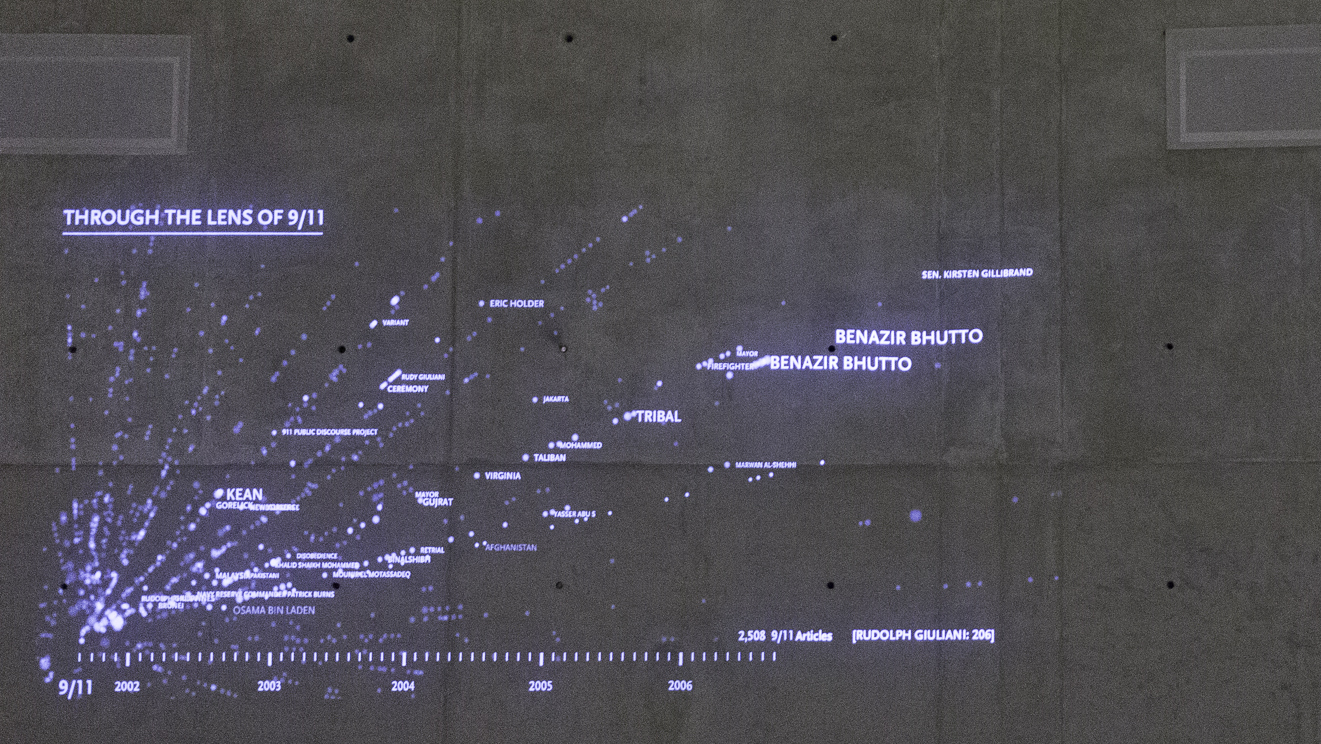 THROUGH THE LENS OF 9/11
SEN. KIRSTEN GILLIBRAND
ERIC HOLDER
VARIANT
BENAZIR BHUTTO
MAYOR
FIREFIGHTER
BENAZIR BHUTTO
RUDY GIULIANI
CEREMONY
JAKARTA
TRIBAL
911 PUBLIC DISCOURSE PROJECT
MOHAMMED
TALIBAN
MARWAN AL-SHEHHI
VIRGINIA
KEAN
MAYOR
GUJRAT
GORELICK
YASSER ABU S
AFGHANISTAN
RETRIAL
DISOBEDIENCE
BINALSHIBH
KHALID SHAIKH MOHAMMED
MALAYSIA PAKISTANI
MOUNIR EL MOTASSADEQ
NAVY RESERVE COMMANDER PATRICK BURNS
BRUNEI
OSAMA BIN LADEN
2,508 9/11 Articles [RUDOLPH GIULIANI: 206]
9/11 2002 2003 2004 2005 2006